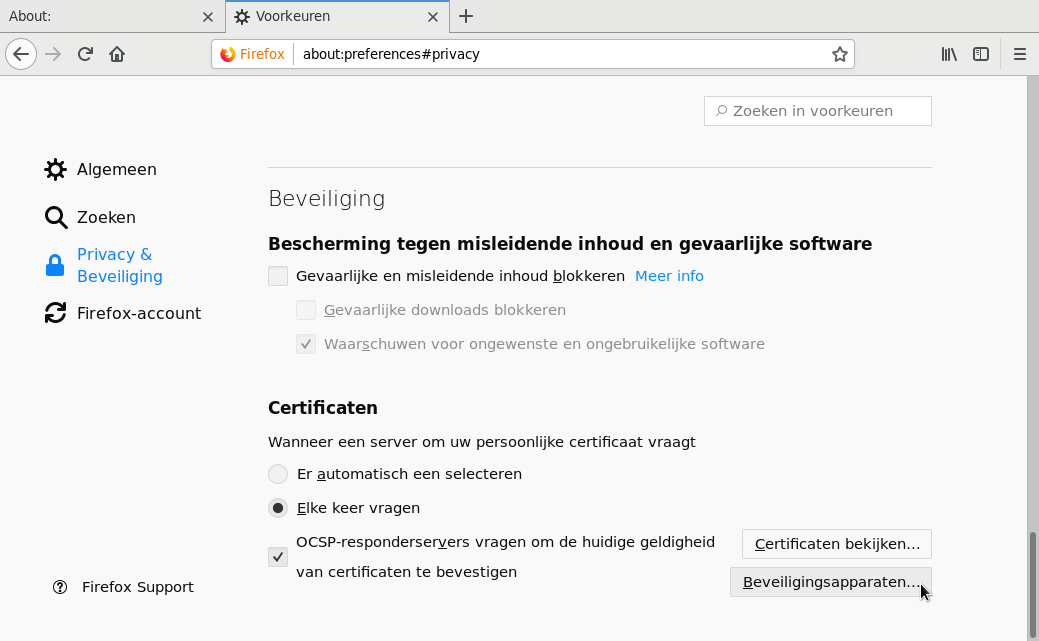 About:
Voorkeuren
Firefox
about:preferences#privacy
Zoeken in voorkeuren
Algemeen
Zoeken
Privacy &
Beveiliging
Firefox-account
Beveiliging
Bescherming tegen misleidende inhoud en gevaarlijke software
Gevaarlijke en misleidende inhoud blokkeren Meer info
Gevaarlijke downloads blokkeren
Waarschuwen voor ongewenste en ongebruikelijke software
Certificaten
Wanneer een server om uw persoonlijke certificaat vraagt
Er automatisch een selecteren
Elke keer vragen
OCSP-responderservers vragen om de huidige geldigheid
van certificaten te bevestigen
Certificaten bekijken...
Beveiligingsapparaten...
Firefox Support